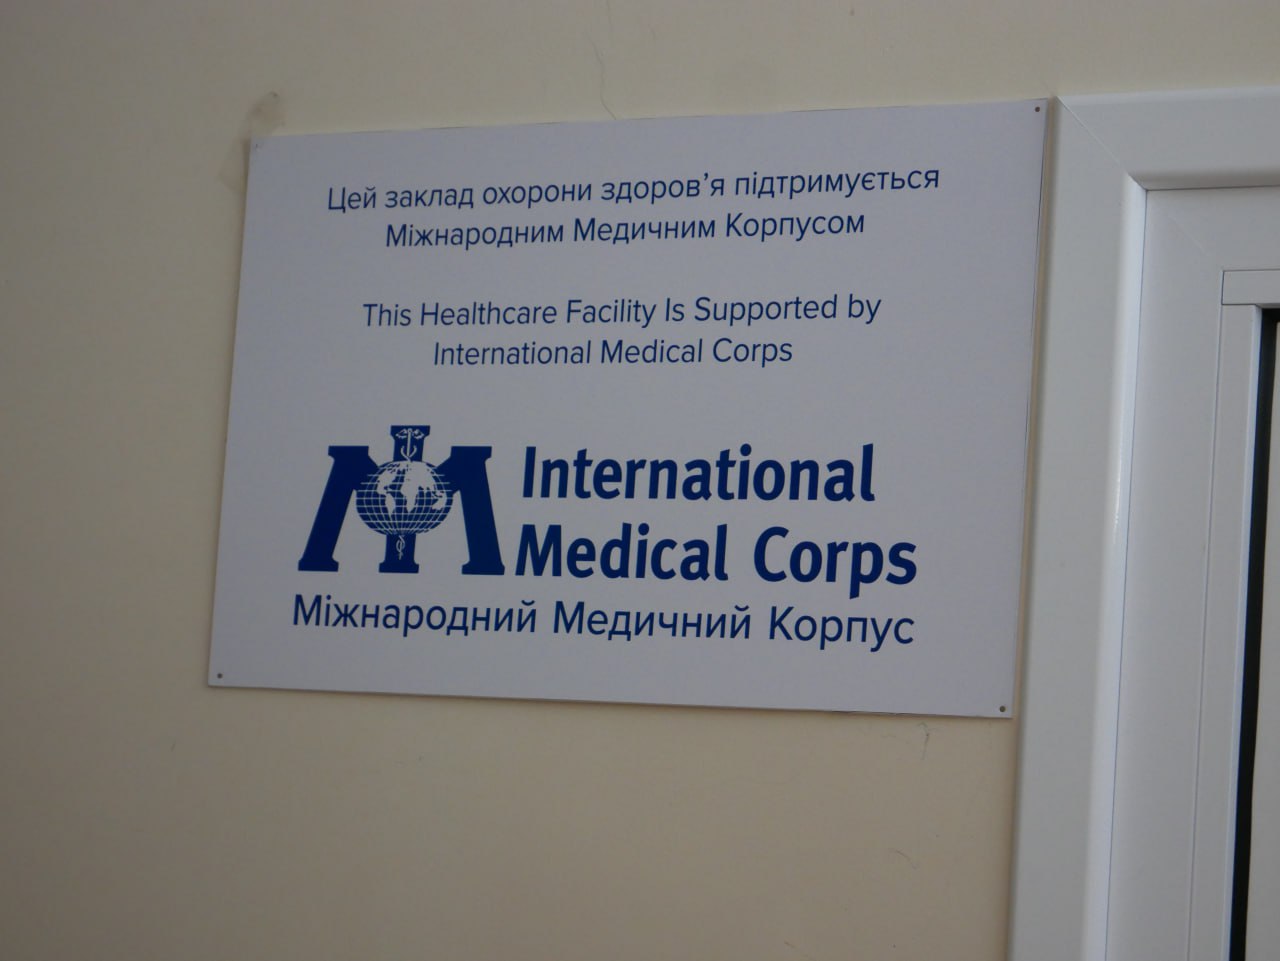 Цей заклад охорони здоров’я підтримується
Міжнародним Медичним Корпусом
This Healthcare Facility Is Supported by
International Medical Corps
International
Medical Corps
Міжнародний Медичний Корпус